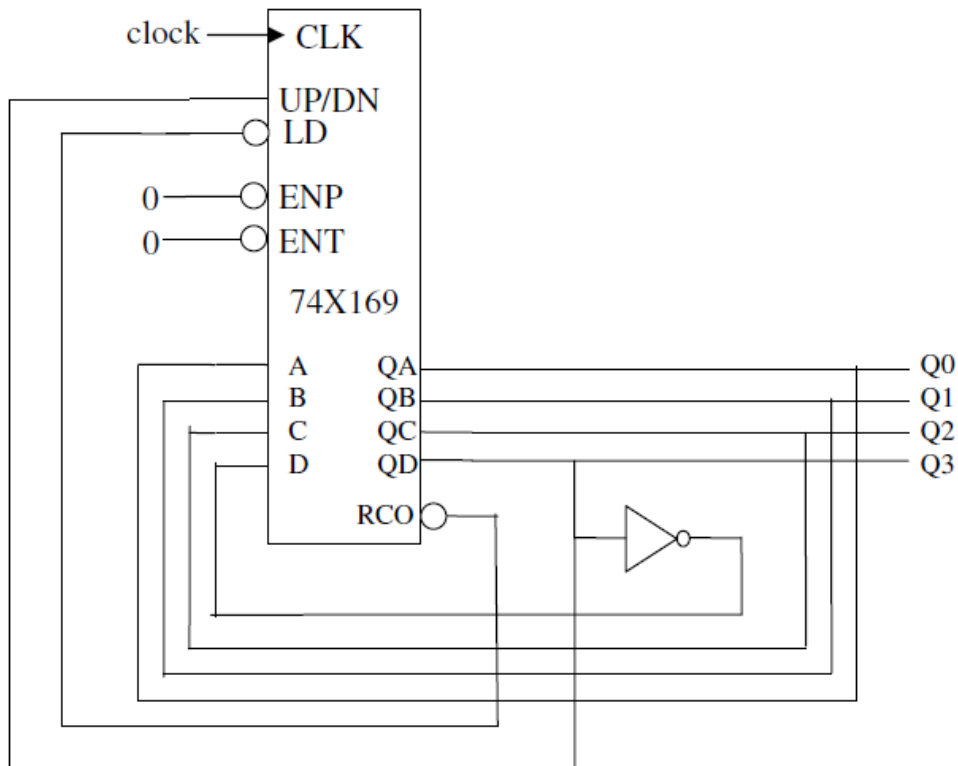 clock CLK
UP/DN
LD
0 ENP
0 ENT
74X169
A QA Q0
B QB Q1
C QC Q2
D QD Q3
RCO